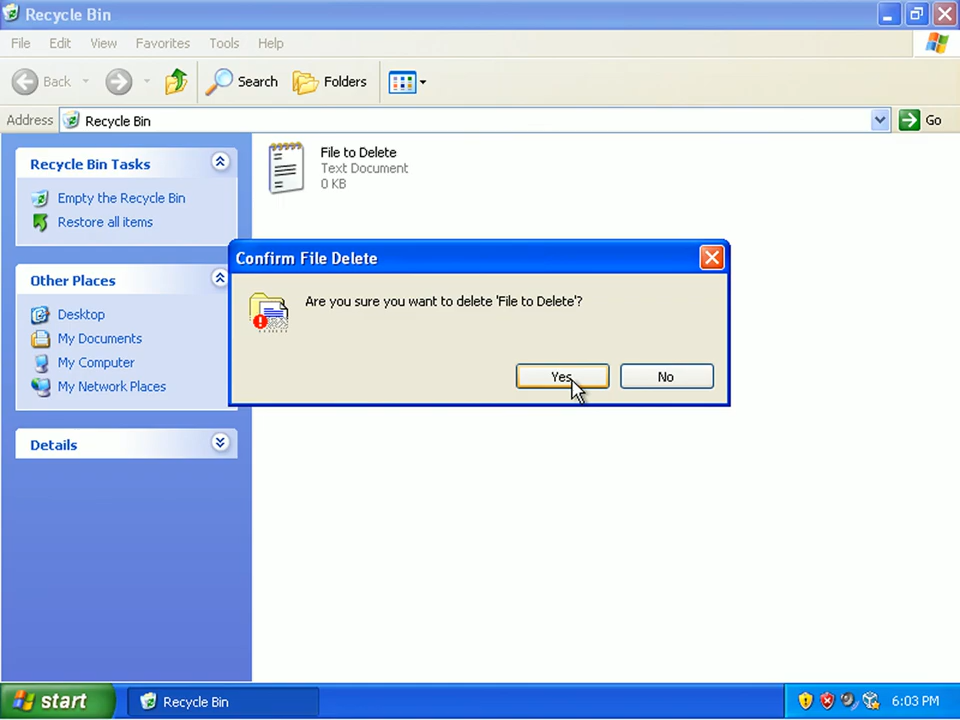 Recycle Bin
File Edit View Favorites Tools Help
Back Search Folders
Address Recycle Bin Go
Recycle Bin Tasks
Empty the Recycle Bin
Restore all items
Other Places
Desktop
My Documents
My Computer
My Network Places
Details
File to Delete
Text Document
0 KB
Confirm File Delete
Are you sure you want to delete 'File to Delete'?
Yes No
start Recycle Bin 6:03 PM